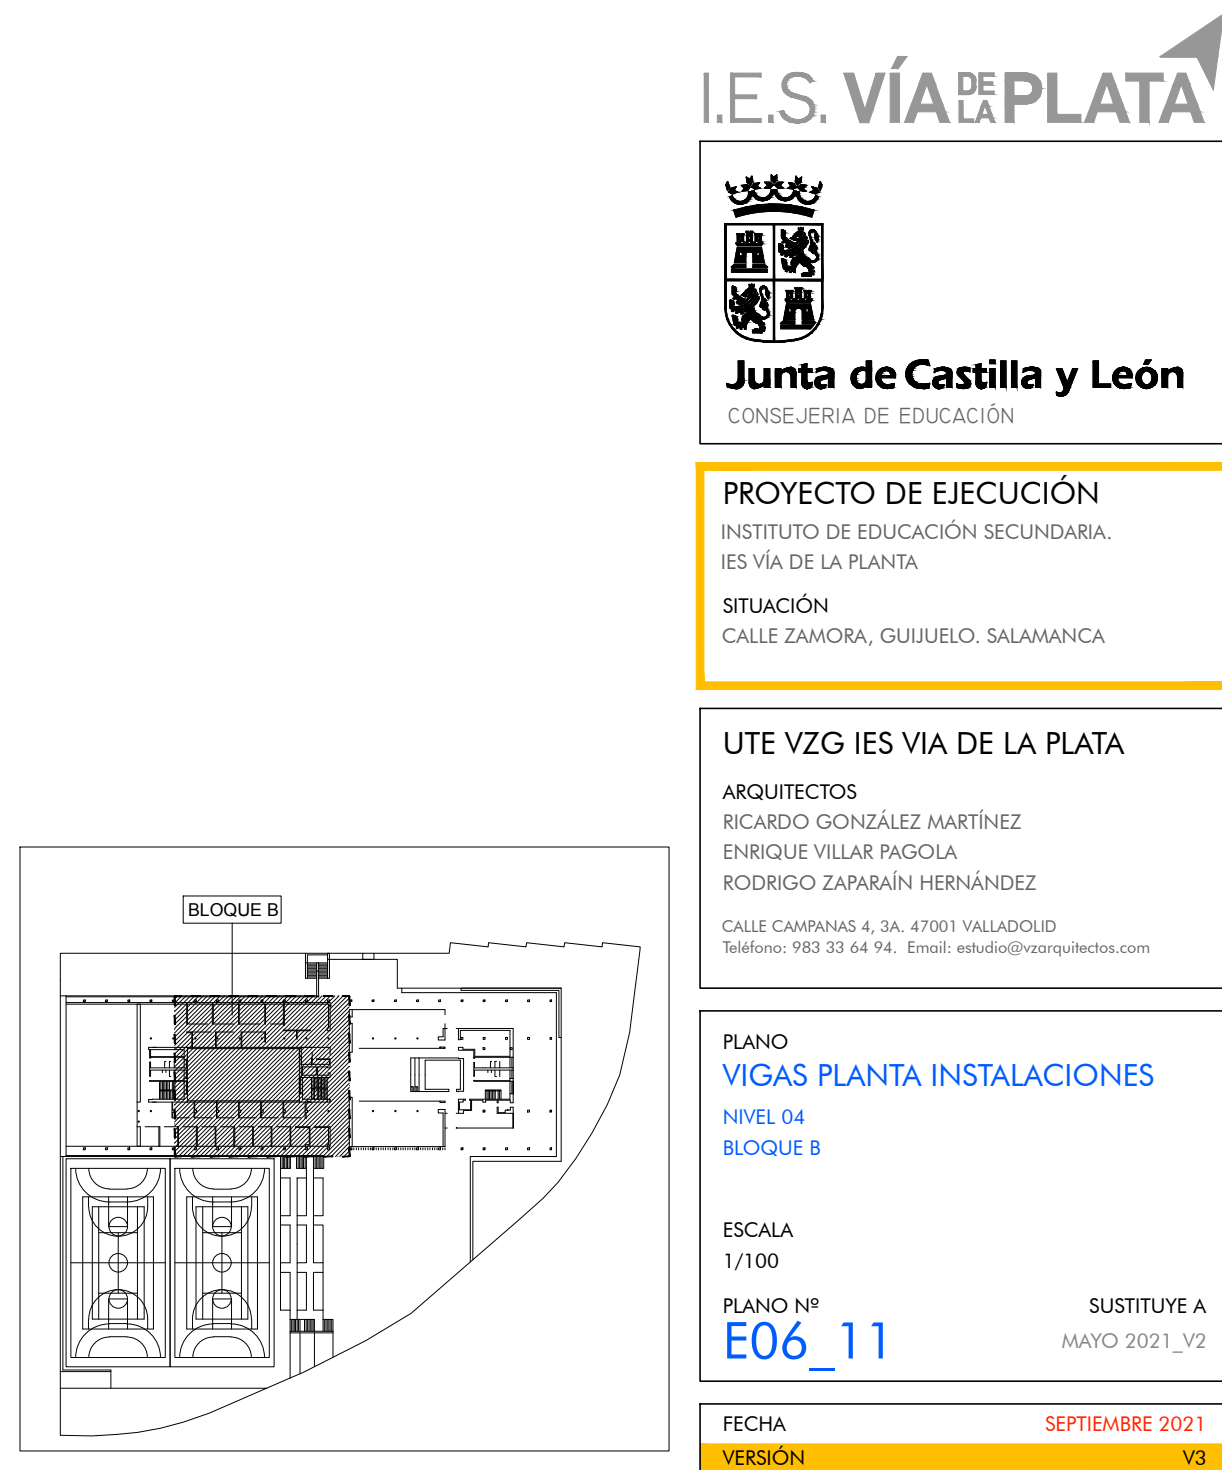 I.E.S. VÍA DE LA PLATA
Junta de Castilla y León
CONSEJERIA DE EDUCACIÓN
PROYECTO DE EJECUCIÓN
INSTITUTO DE EDUCACIÓN SECUNDARIA.
IES VÍA DE LA PLANTA
SITUACIÓN
CALLE ZAMORA, GUIJUELO. SALAMANCA
UTE VZG IES VIA DE LA PLATA
ARQUITECTOS
RICARDO GONZÁLEZ MARTÍNEZ
ENRIQUE VILLAR PAGOLA
RODRIGO ZAPARAÍN HERNÁNDEZ
CALLE CAMPANAS 4, 3A. 47001 VALLADOLID
Teléfono: 983 33 64 94. Email: estudio@vzarquitectos.com
BLOQUE B
PLANO
VIGAS PLANTA INSTALACIONES
NIVEL 04
BLOQUE B
ESCALA
1/100
PLANO Nº SUSTITUYE A
E06_11 MAYO 2021_V2
FECHA SEPTIEMBRE 2021
VERSIÓN V3